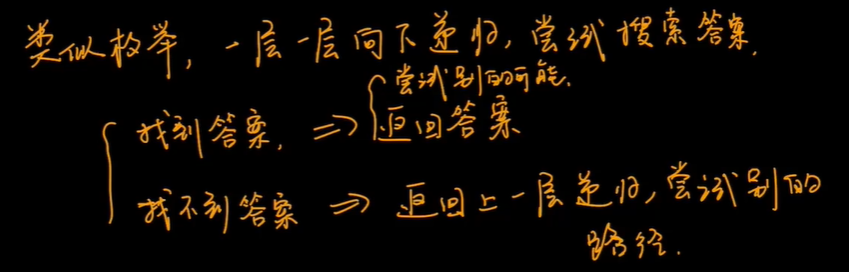 类似枚举,一层一层向下递归,尝试搜索答案.
尝试别的可能.
找到答案, ⇒ 返回答案
找不到答案 ⇒ 返回上一层递归,尝试别的
路径.